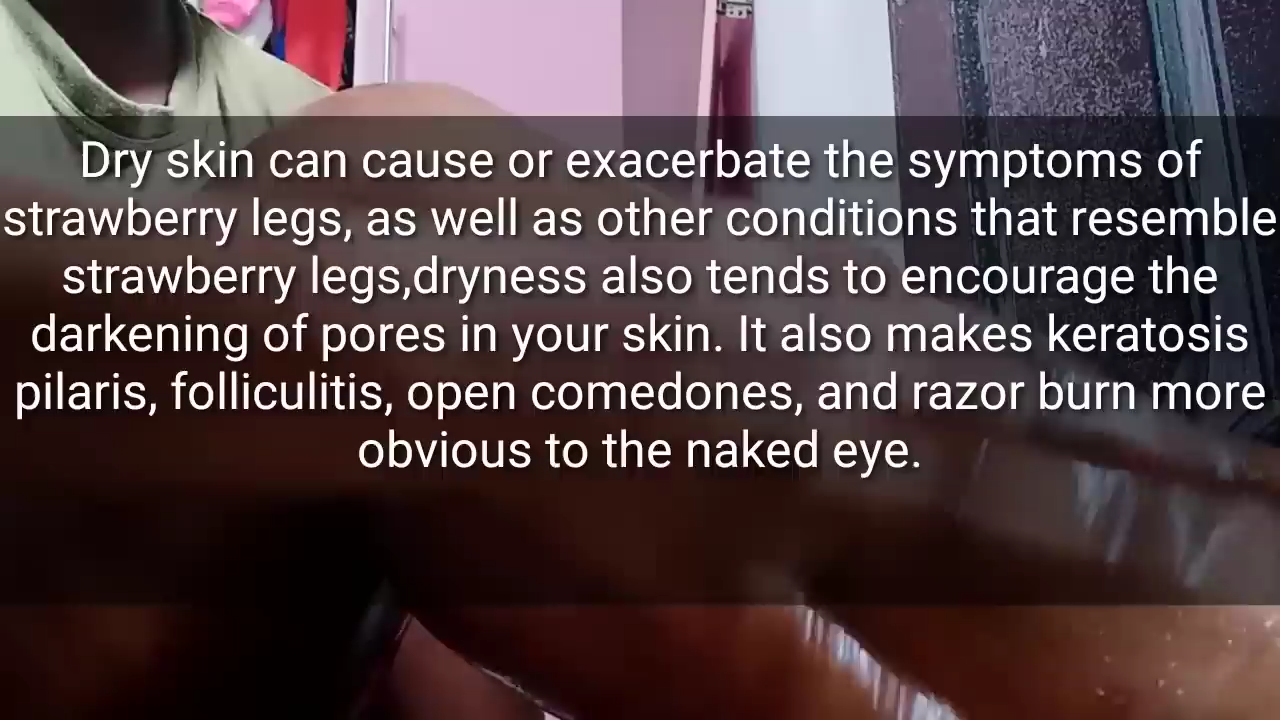 Dry skin can cause or exacerbate the symptoms of
strawberry legs, as well as other conditions that resemble
strawberry legs,dryness also tends to encourage the
darkening of pores in your skin. It also makes keratosis
pilaris, folliculitis, open comedones, and razor burn more
obvious to the naked eye.